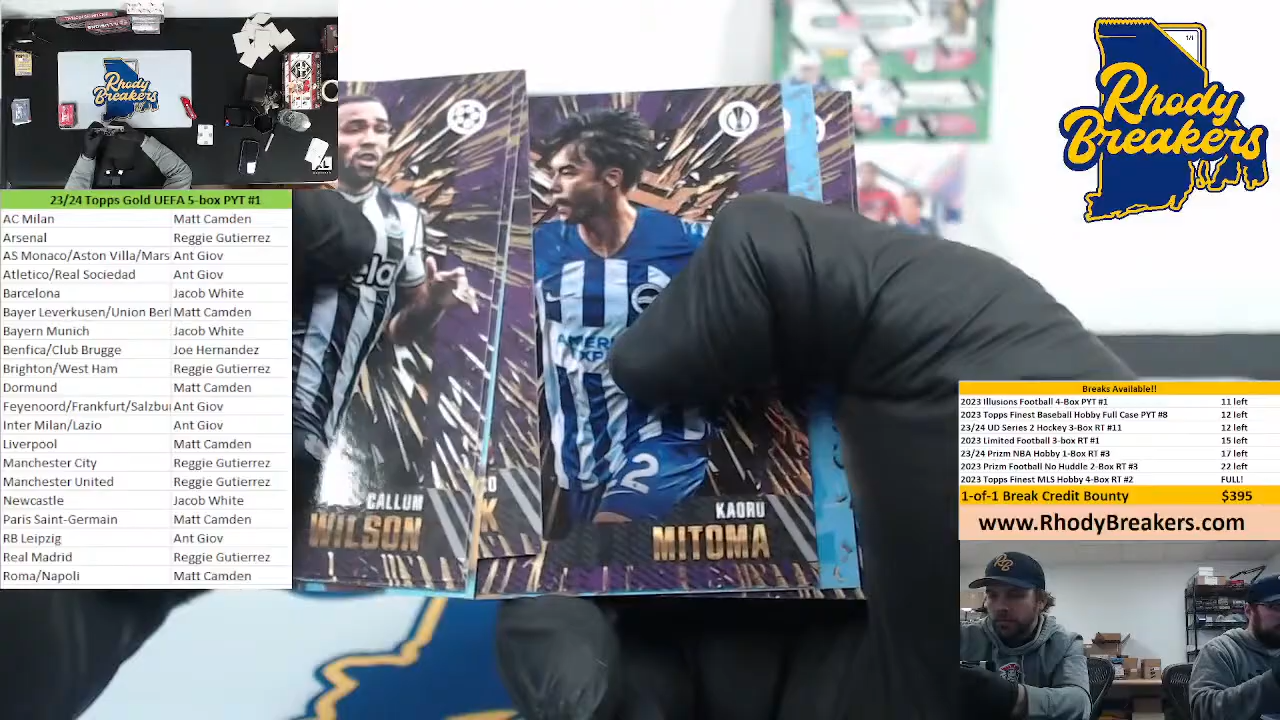 Rhody
Breakers
23/24 Topps Gold UEFA 5-box PYT #1
AC Milan Matt Camden
Arsenal Reggie Gutierrez
AS Monaco/Aston Villa/Mars Ant Giov
Atletico/Real Sociedad Ant Giov
Barcelona Jacob White
Bayer Leverkusen/Union Berl Matt Camden
Bayern Munich Jacob White
Benfica/Club Brugge Joe Hernandez
Brighton/West Ham Reggie Gutierrez
Dormund Matt Camden
Feyenoord/Frankfurt/Salzbu Ant Giov
Inter Milan/Lazio Ant Giov
Liverpool Matt Camden
Manchester City Reggie Gutierrez
Manchester United Reggie Gutierrez
Newcastle Jacob White
Paris Saint-Germain Matt Camden
RB Leipzig Ant Giov
Real Madrid Reggie Gutierrez
Roma/Napoli Matt Camden
ela
CALLUM
WILSON
O
K
XP
2
KAORU
MITOMA
1/1
Rhody
Breakers
Breaks Available!!
2023 Illusions Football 4-Box PYT #1 11 left
2023 Topps Finest Baseball Hobby Full Case PYT #8 12 left
23/24 UD Series 2 Hockey 3-Box RT #11 12 left
2023 Limited Football 3-box RT #1 15 left
23/24 Prizm NBA Hobby 1-Box RT #3 17 left
2023 Prizm Football No Huddle 2-Box RT #3 22 left
2023 Topps Finest MLS Hobby 4-Box RT #2 FULL!
1-of-1 Break Credit Bounty $395
www.RhodyBreakers.com
RB